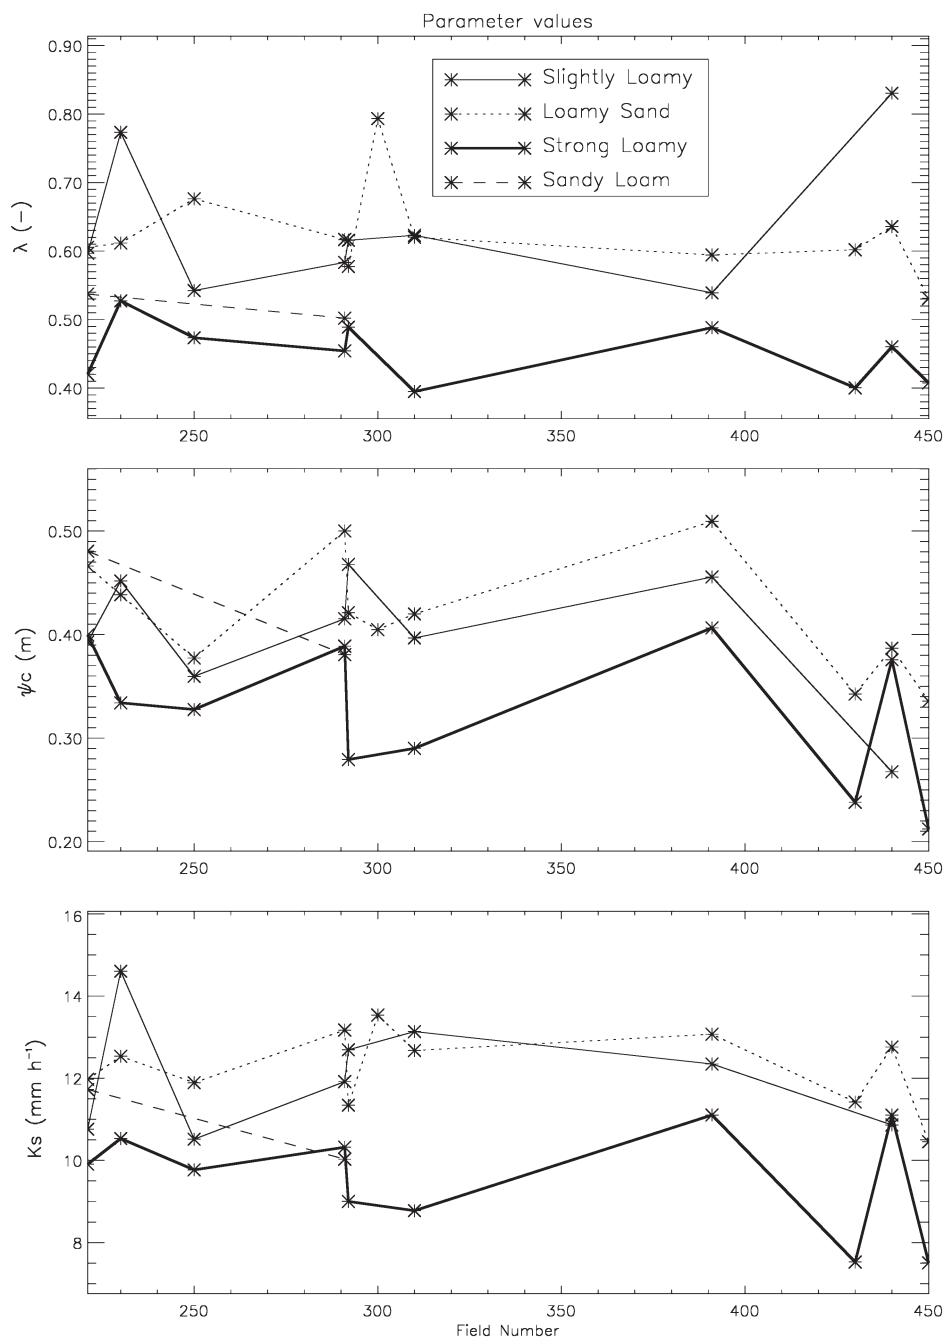 Parameter values
0.90
0.80
0.70
0.60
0.50
0.40
λ (−)
Slightly Loamy
Loamy Sand
Strong Loamy
Sandy Loam
250 300 350 400 450
0.50
0.40
0.30
0.20
ψc (m)
250 300 350 400 450
16
14
12
10
8
Ks (mm h⁻¹)
250 300 350 400 450
Field Number